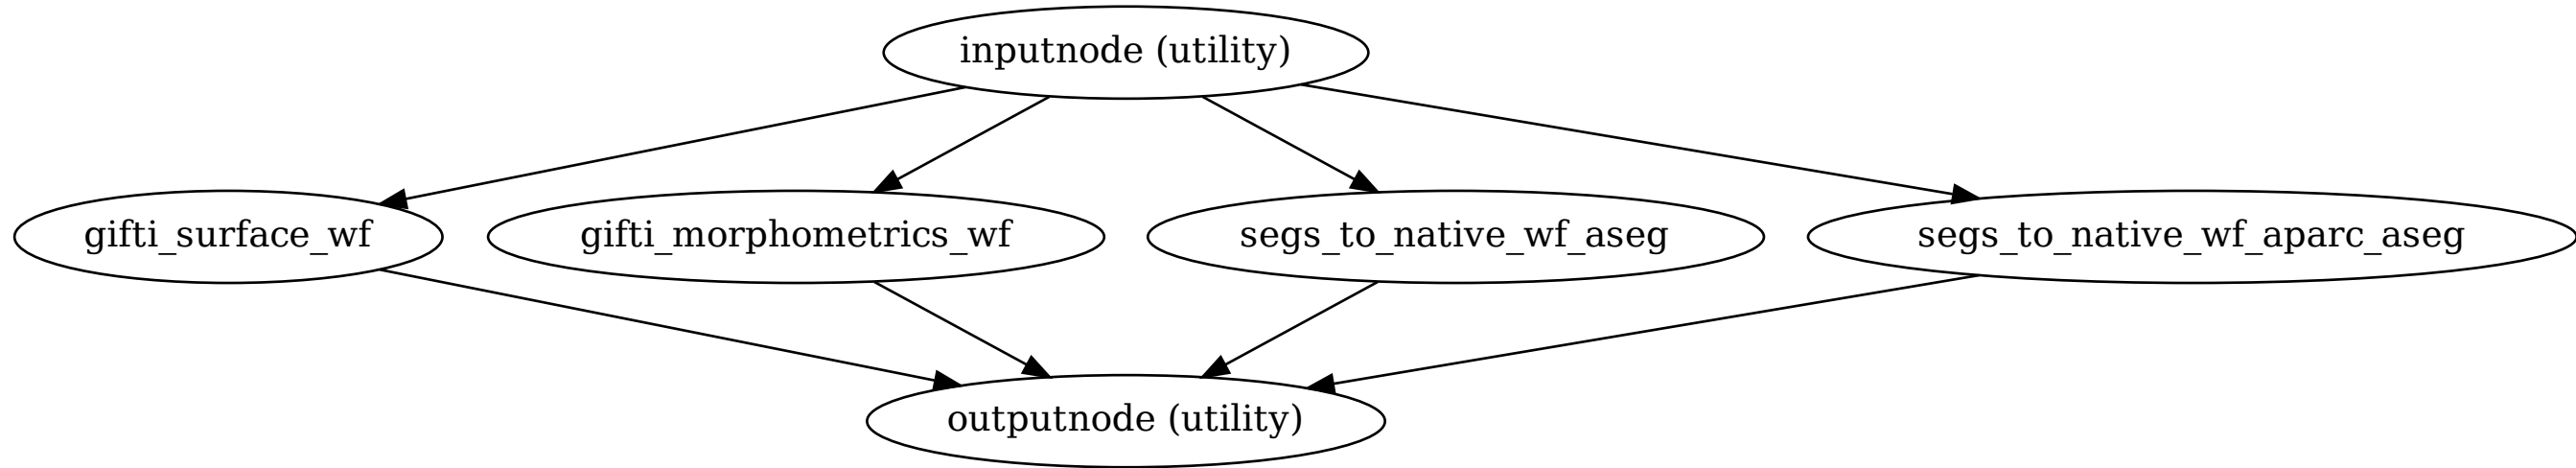 inputnode (utility)
gifti_surface_wf
gifti_morphometrics_wf
segs_to_native_wf_aseg
segs_to_native_wf_aparc_aseg
outputnode (utility)